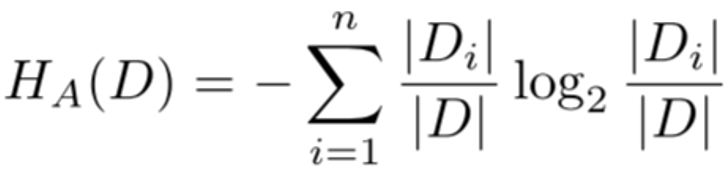 H_A(D) = -\sum_{i=1}^{n} \frac{|D_i|}{|D|} \log_2 \frac{|D_i|}{|D|}